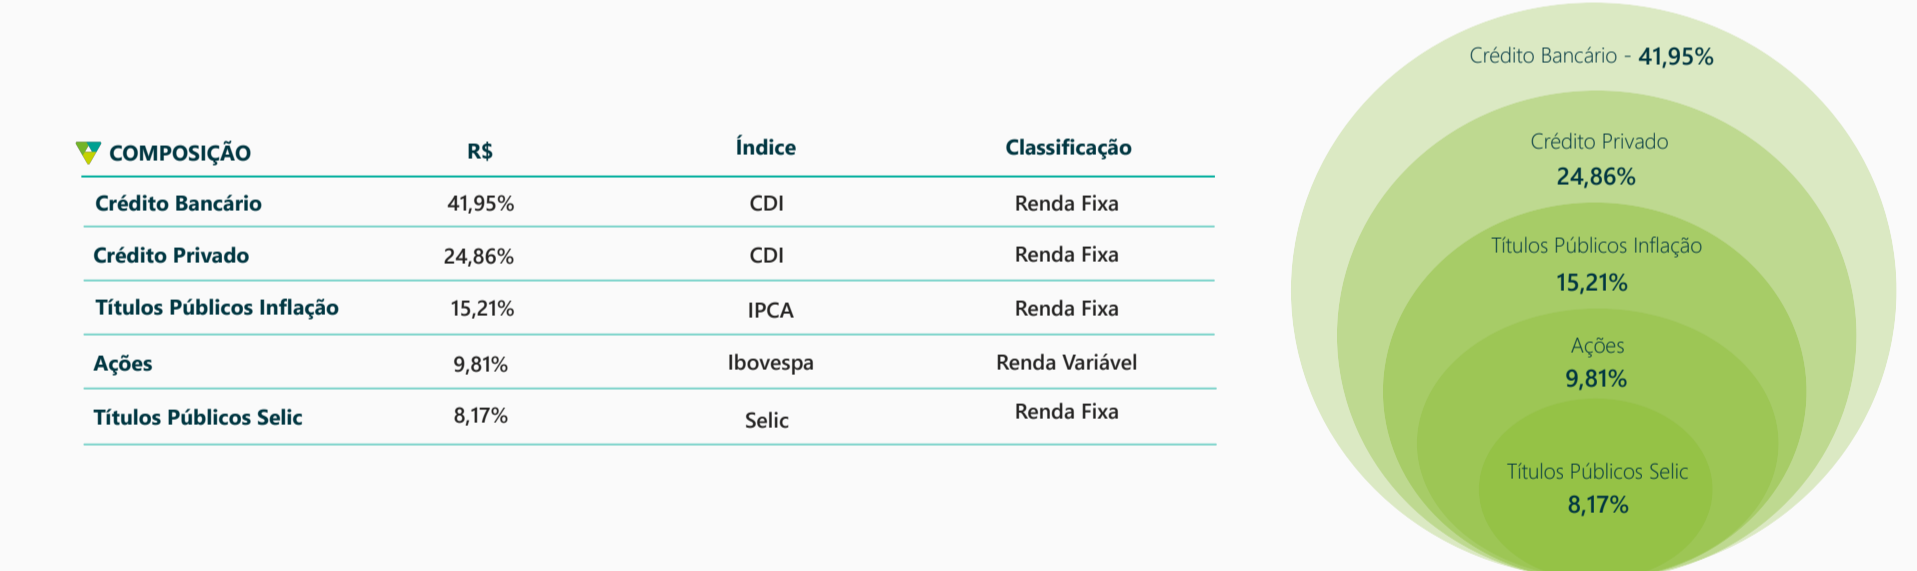 COMPOSIÇÃO R$ Índice Classificação
Crédito Bancário 41,95% CDI Renda Fixa
Crédito Privado 24,86% CDI Renda Fixa
Títulos Públicos Inflação 15,21% IPCA Renda Fixa
Ações 9,81% Ibovespa Renda Variável
Títulos Públicos Selic 8,17% Selic Renda Fixa
Crédito Bancário - 41,95%
Crédito Privado
24,86%
Títulos Públicos Inflação
15,21%
Ações
9,81%
Títulos Públicos Selic
8,17%